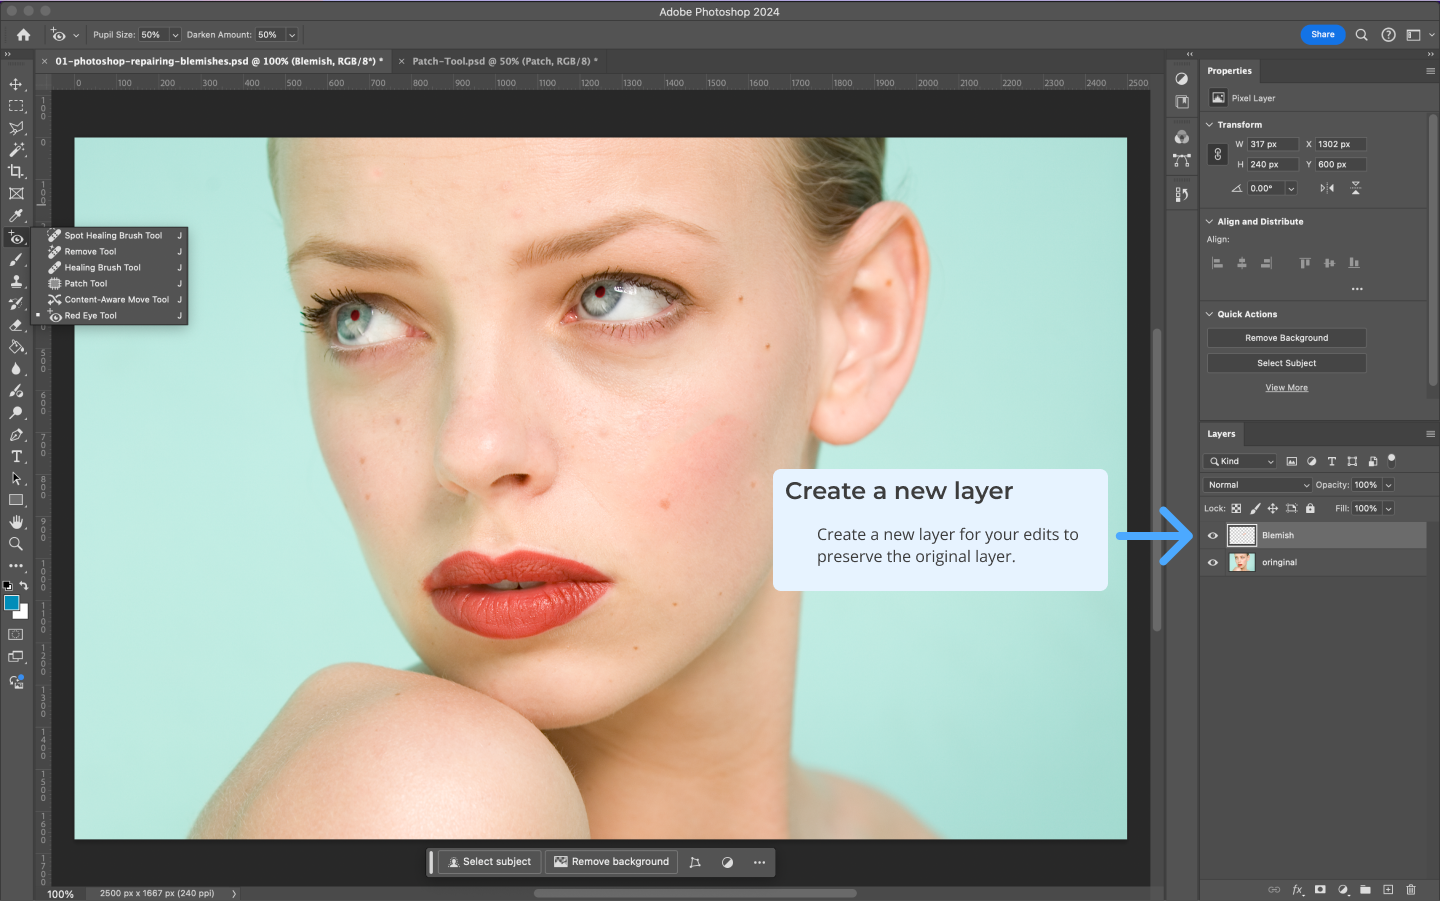 Adobe Photoshop 2024
Pupil Size: 50% Darken Amount: 50% Share
01-photoshop-repairing-blemishes.psd @ 100% (Blemish, RGB/8*) * Patch-Tool.psd @ 50% (Patch, RGB/8) *
0 100 200 300 400 500 600 700 800 900 1000 1100 1200 1300 1400 1500 1600 1700 1800 1900 2000 2100 2200 2300 2400 2500
Spot Healing Brush Tool J
Remove Tool J
Healing Brush Tool J
Patch Tool J
Content-Aware Move Tool J
Red Eye Tool J
Properties
Pixel Layer
Transform
W 317 px X 1302 px
H 240 px Y 600 px
0.00°
Align and Distribute
Align:
Quick Actions
Remove Background
Select Subject
View More
Layers
Kind
Normal Opacity: 100%
Lock: Fill: 100%
Blemish
oringinal
Create a new layer
Create a new layer for your edits to
preserve the original layer.
Select subject Remove background
100% 2500 px x 1667 px (240 ppi)